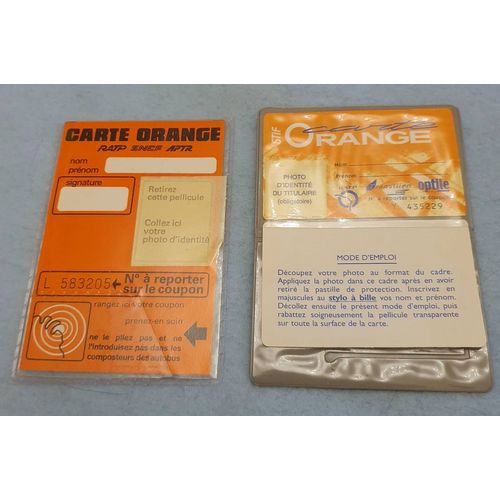 CARTE ORANGE
RATP SNCF APTR
nom
prénom
signature
Retirez
cette pellicule
Collez ici
votre
photo d'identité
L 583205 ← N° à reporter
sur le coupon
rangez ici votre coupon
prenez-en soin
ne le pliez pas et ne
l'introduisez pas dans les
composteurs des autobus
STIF
carte
ORANGE
PHOTO
D'IDENTITÉ
DU TITULAIRE
(obligatoire)
Nom
Prénom
optile
N° à reporter sur le coupon
435229
MODE D'EMPLOI
Découpez votre photo au format du cadre.
Appliquez la photo dans ce cadre après en avoir
retiré la pastille de protection. Inscrivez en
majuscules au stylo à bille vos nom et prénom.
Décollez ensuite le présent mode d'emploi, puis
rabattez soigneusement la pellicule transparente
sur toute la surface de la carte.